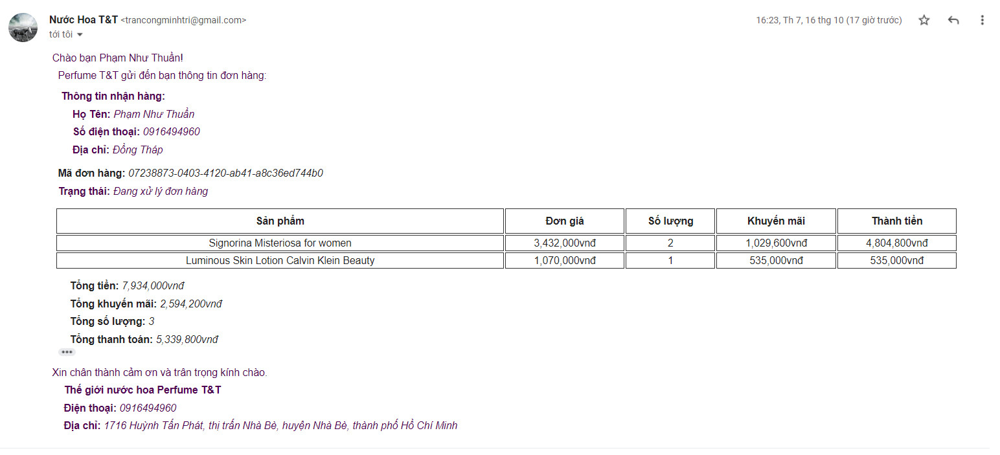 Nước Hoa T&T <trancongminhtri@gmail.com> 16:23, Th 7, 16 thg 10 (17 giờ trước)
tới tôi
Chào bạn Phạm Như Thuần!
Perfume T&T gửi đến bạn thông tin đơn hàng:
Thông tin nhận hàng:
Họ Tên: Phạm Như Thuần
Số điện thoại: 0916494960
Địa chỉ: Đồng Tháp
Mã đơn hàng: 07238873-0403-4120-ab41-a8c36ed744b0
Trạng thái: Đang xử lý đơn hàng
Sản phẩm Đơn giá Số lượng Khuyến mãi Thành tiền
Signorina Misteriosa for women 3,432,000vnđ 2 1,029,600vnđ 4,804,800vnđ
Luminous Skin Lotion Calvin Klein Beauty 1,070,000vnđ 1 535,000vnđ 535,000vnđ
Tổng tiền: 7,934,000vnđ
Tổng khuyến mãi: 2,594,200vnđ
Tổng số lượng: 3
Tổng thanh toán: 5,339,800vnđ
Xin chân thành cảm ơn và trân trọng kính chào.
Thế giới nước hoa Perfume T&T
Điện thoại: 0916494960
Địa chỉ: 1716 Huỳnh Tấn Phát, thị trấn Nhà Bè, huyện Nhà Bè, thành phố Hồ Chí Minh